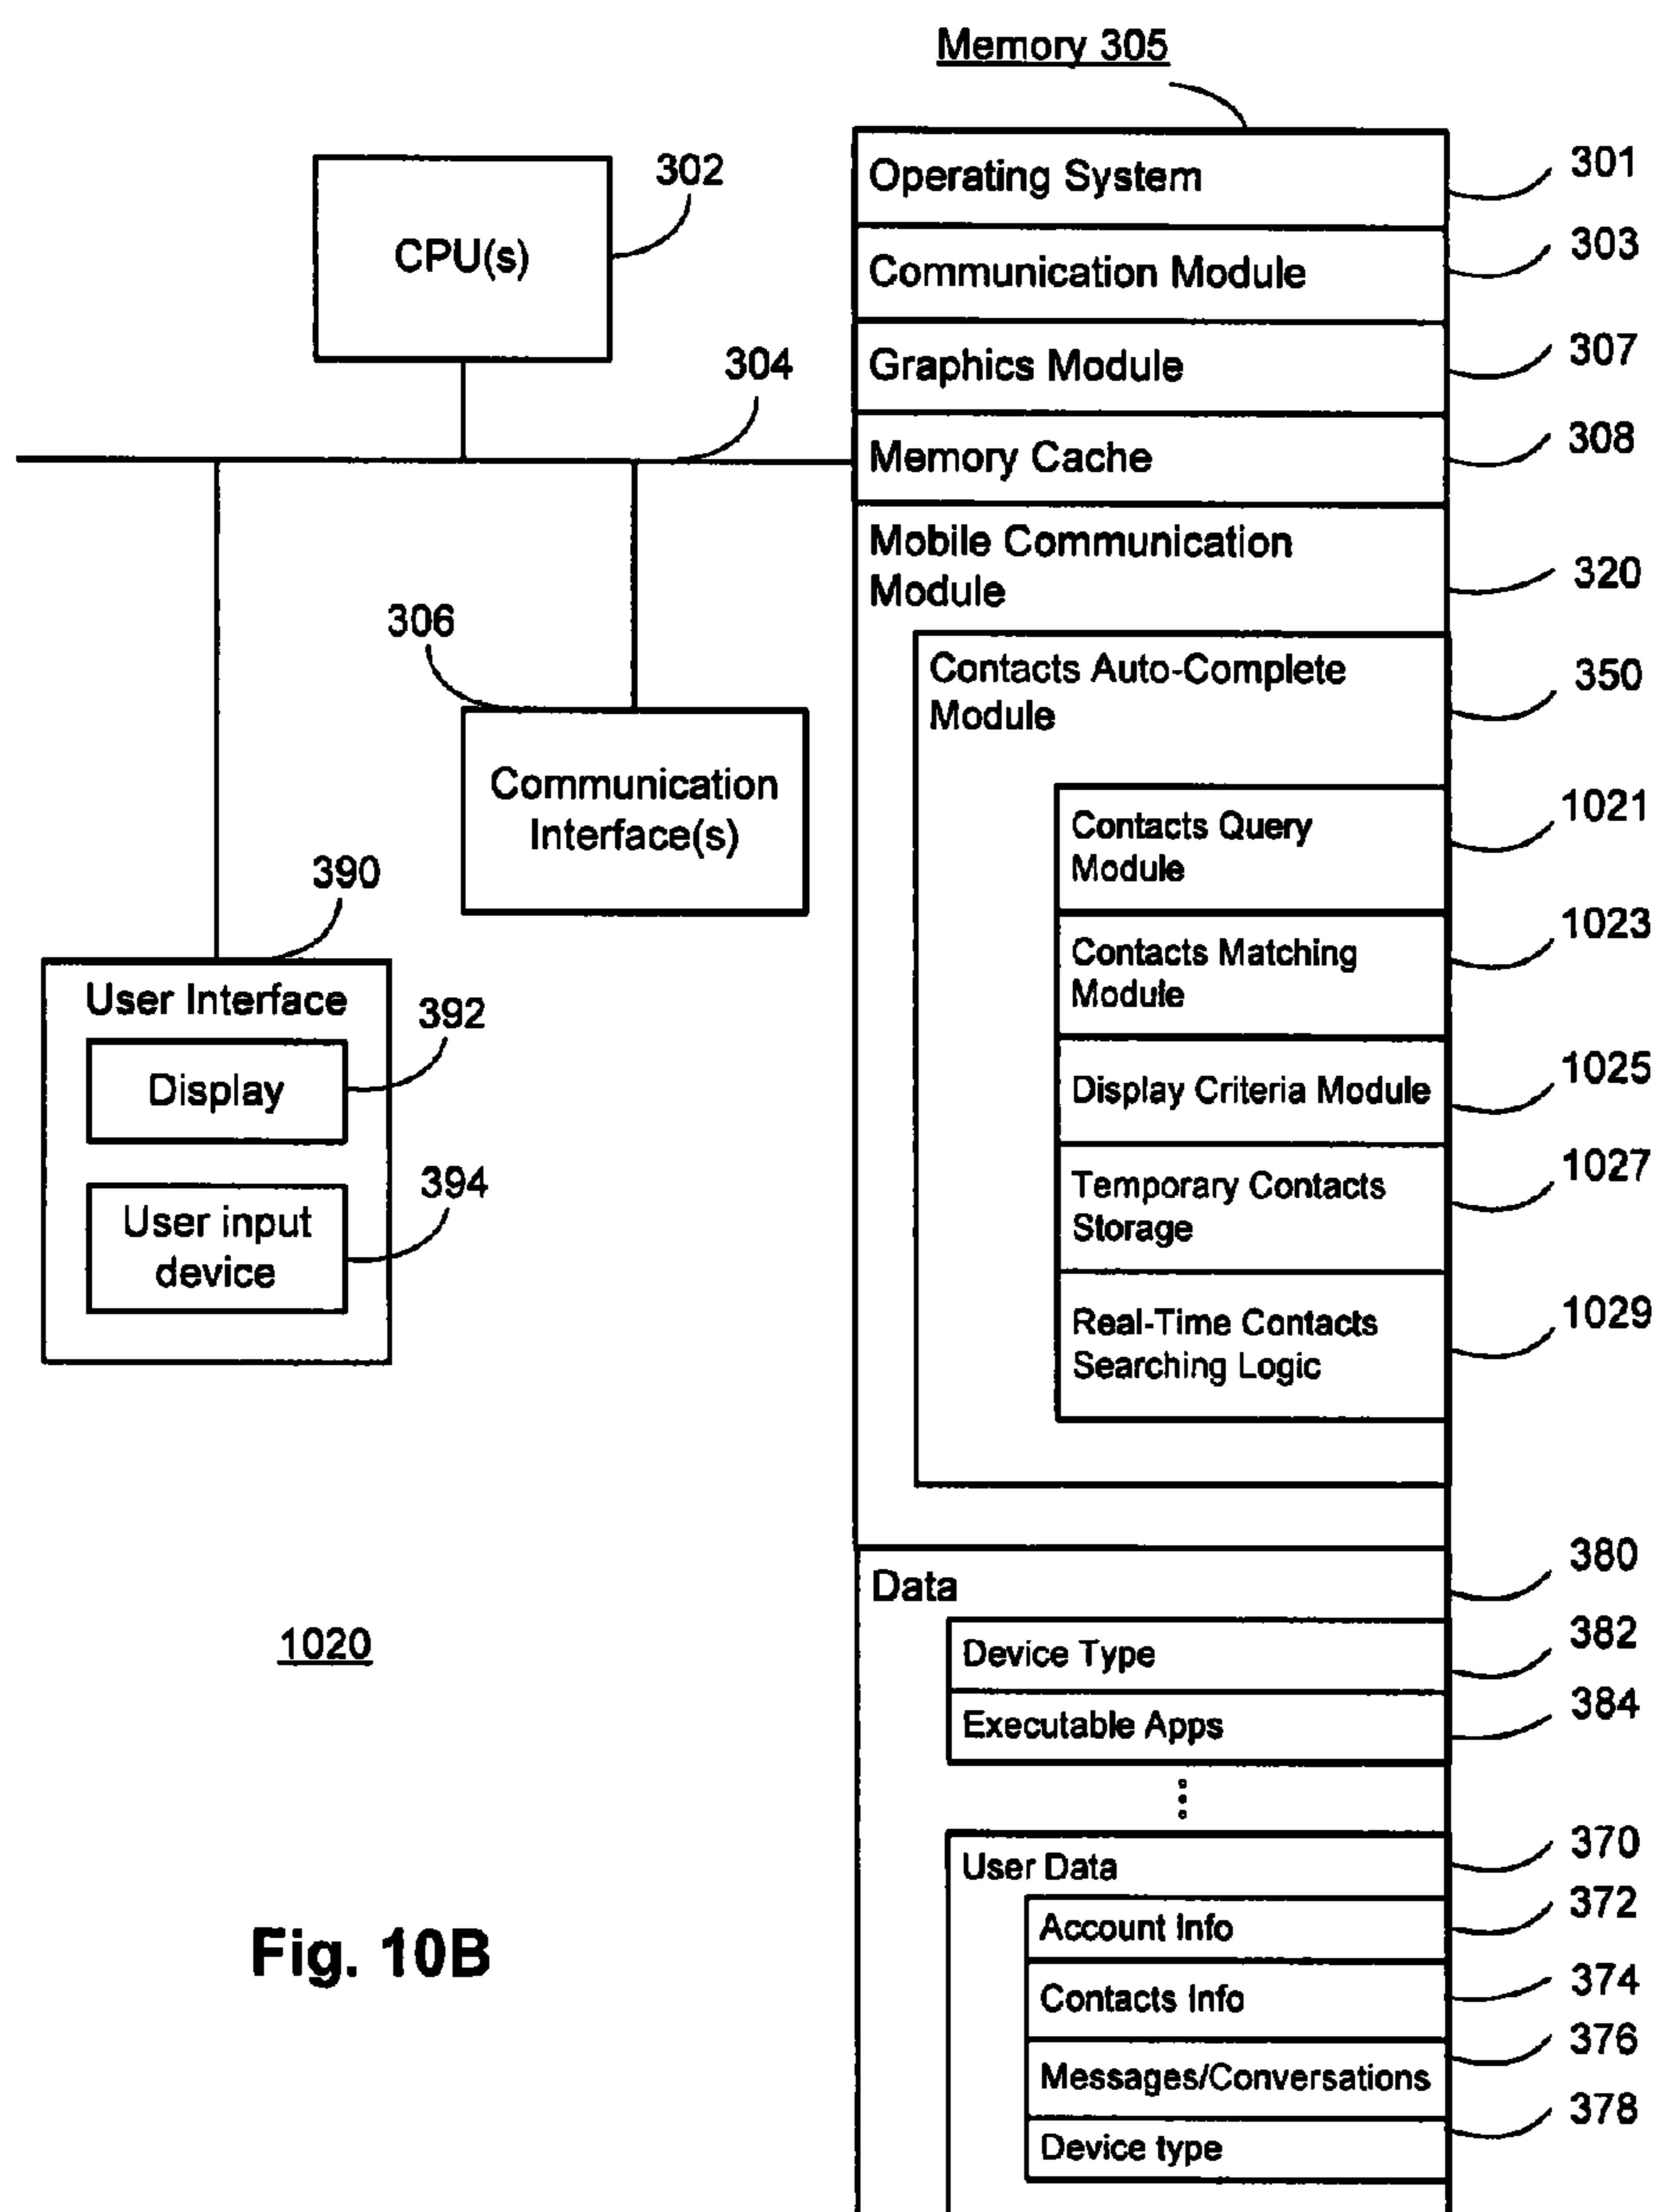 Memory 305
302
CPU(s)
304
306
Communication
Interface(s)
390
User Interface
392
Display
394
User input
device
Operating System
301
Communication Module
303
Graphics Module
307
Memory Cache
308
Mobile Communication
Module
320
Contacts Auto-Complete
Module
350
Contacts Query
Module
1021
Contacts Matching
Module
1023
Display Criteria Module
1025
Temporary Contacts
Storage
1027
Real-Time Contacts
Searching Logic
1029
Data
380
Device Type
382
Executable Apps
384
User Data
370
Account Info
372
Contacts Info
374
Messages/Conversations
376
Device type
378
1020
Fig. 10B